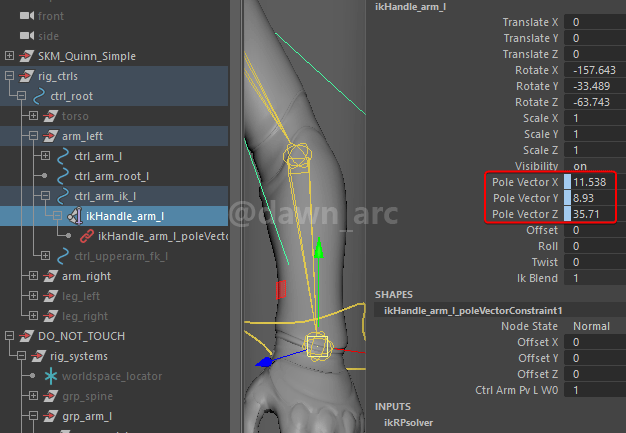 front
side
SKM_Quinn_Simple
rig_ctrls
ctrl_root
torso
arm_left
ctrl_arm_l
ctrl_arm_root_l
ctrl_arm_ik_l
ikHandle_arm_l
ikHandle_arm_l_poleVecto
ctrl_upperarm_fk_l
arm_right
leg_left
leg_right
DO_NOT_TOUCH
rig_systems
worldspace_locator
grp_spine
grp_arm_l
@dawn_arc
ikHandle_arm_l
Translate X 0
Translate Y 0
Translate Z 0
Rotate X -157.643
Rotate Y -33.489
Rotate Z -63.743
Scale X 1
Scale Y 1
Scale Z 1
Visibility on
Pole Vector X 11.538
Pole Vector Y 8.93
Pole Vector Z 35.71
Offset 0
Roll 0
Twist 0
Ik Blend 1
SHAPES
ikHandle_arm_l_poleVectorConstraint1
Node State Normal
Offset X 0
Offset Y 0
Offset Z 0
Ctrl Arm Pv L W0 1
INPUTS
ikRPsolver